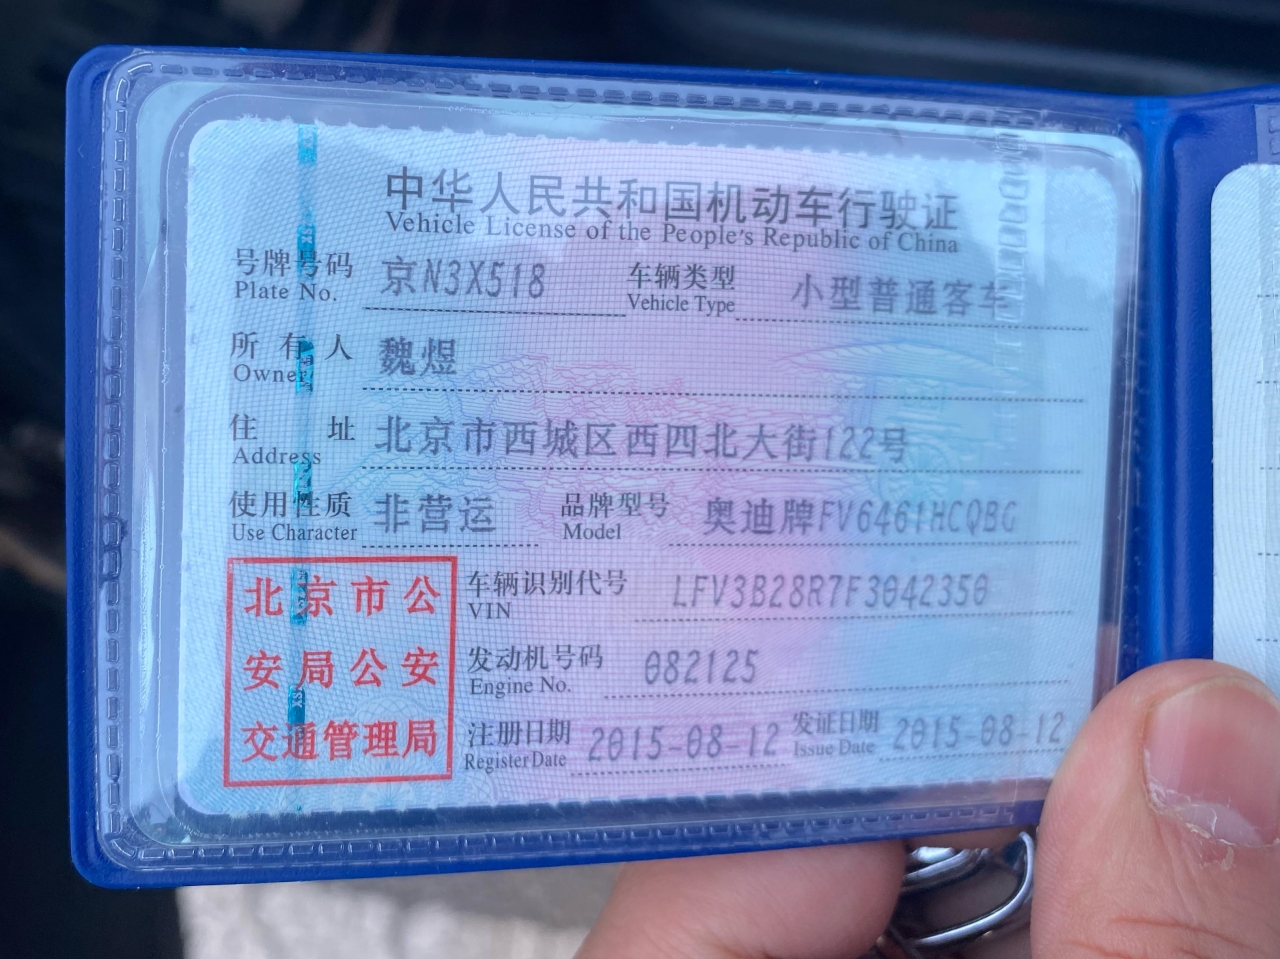 中华人民共和国机动车行驶证
Vehicle License of the People's Republic of China
号牌号码 京N3X518 车辆类型 小型普通客车
Plate No. Vehicle Type
所有人 魏煜
Owner
住址 北京市西城区西四北大街122号
Address
使用性质 非营运 品牌型号 奥迪牌FV6461HCQBG
Use Character Model
车辆识别代号 LFV3B28R7F3042350
VIN
发动机号码 082125
Engine No.
注册日期 2015-08-12 发证日期 2015-08-12
Register Date Issue Date
北京市公
安局公安
交通管理局